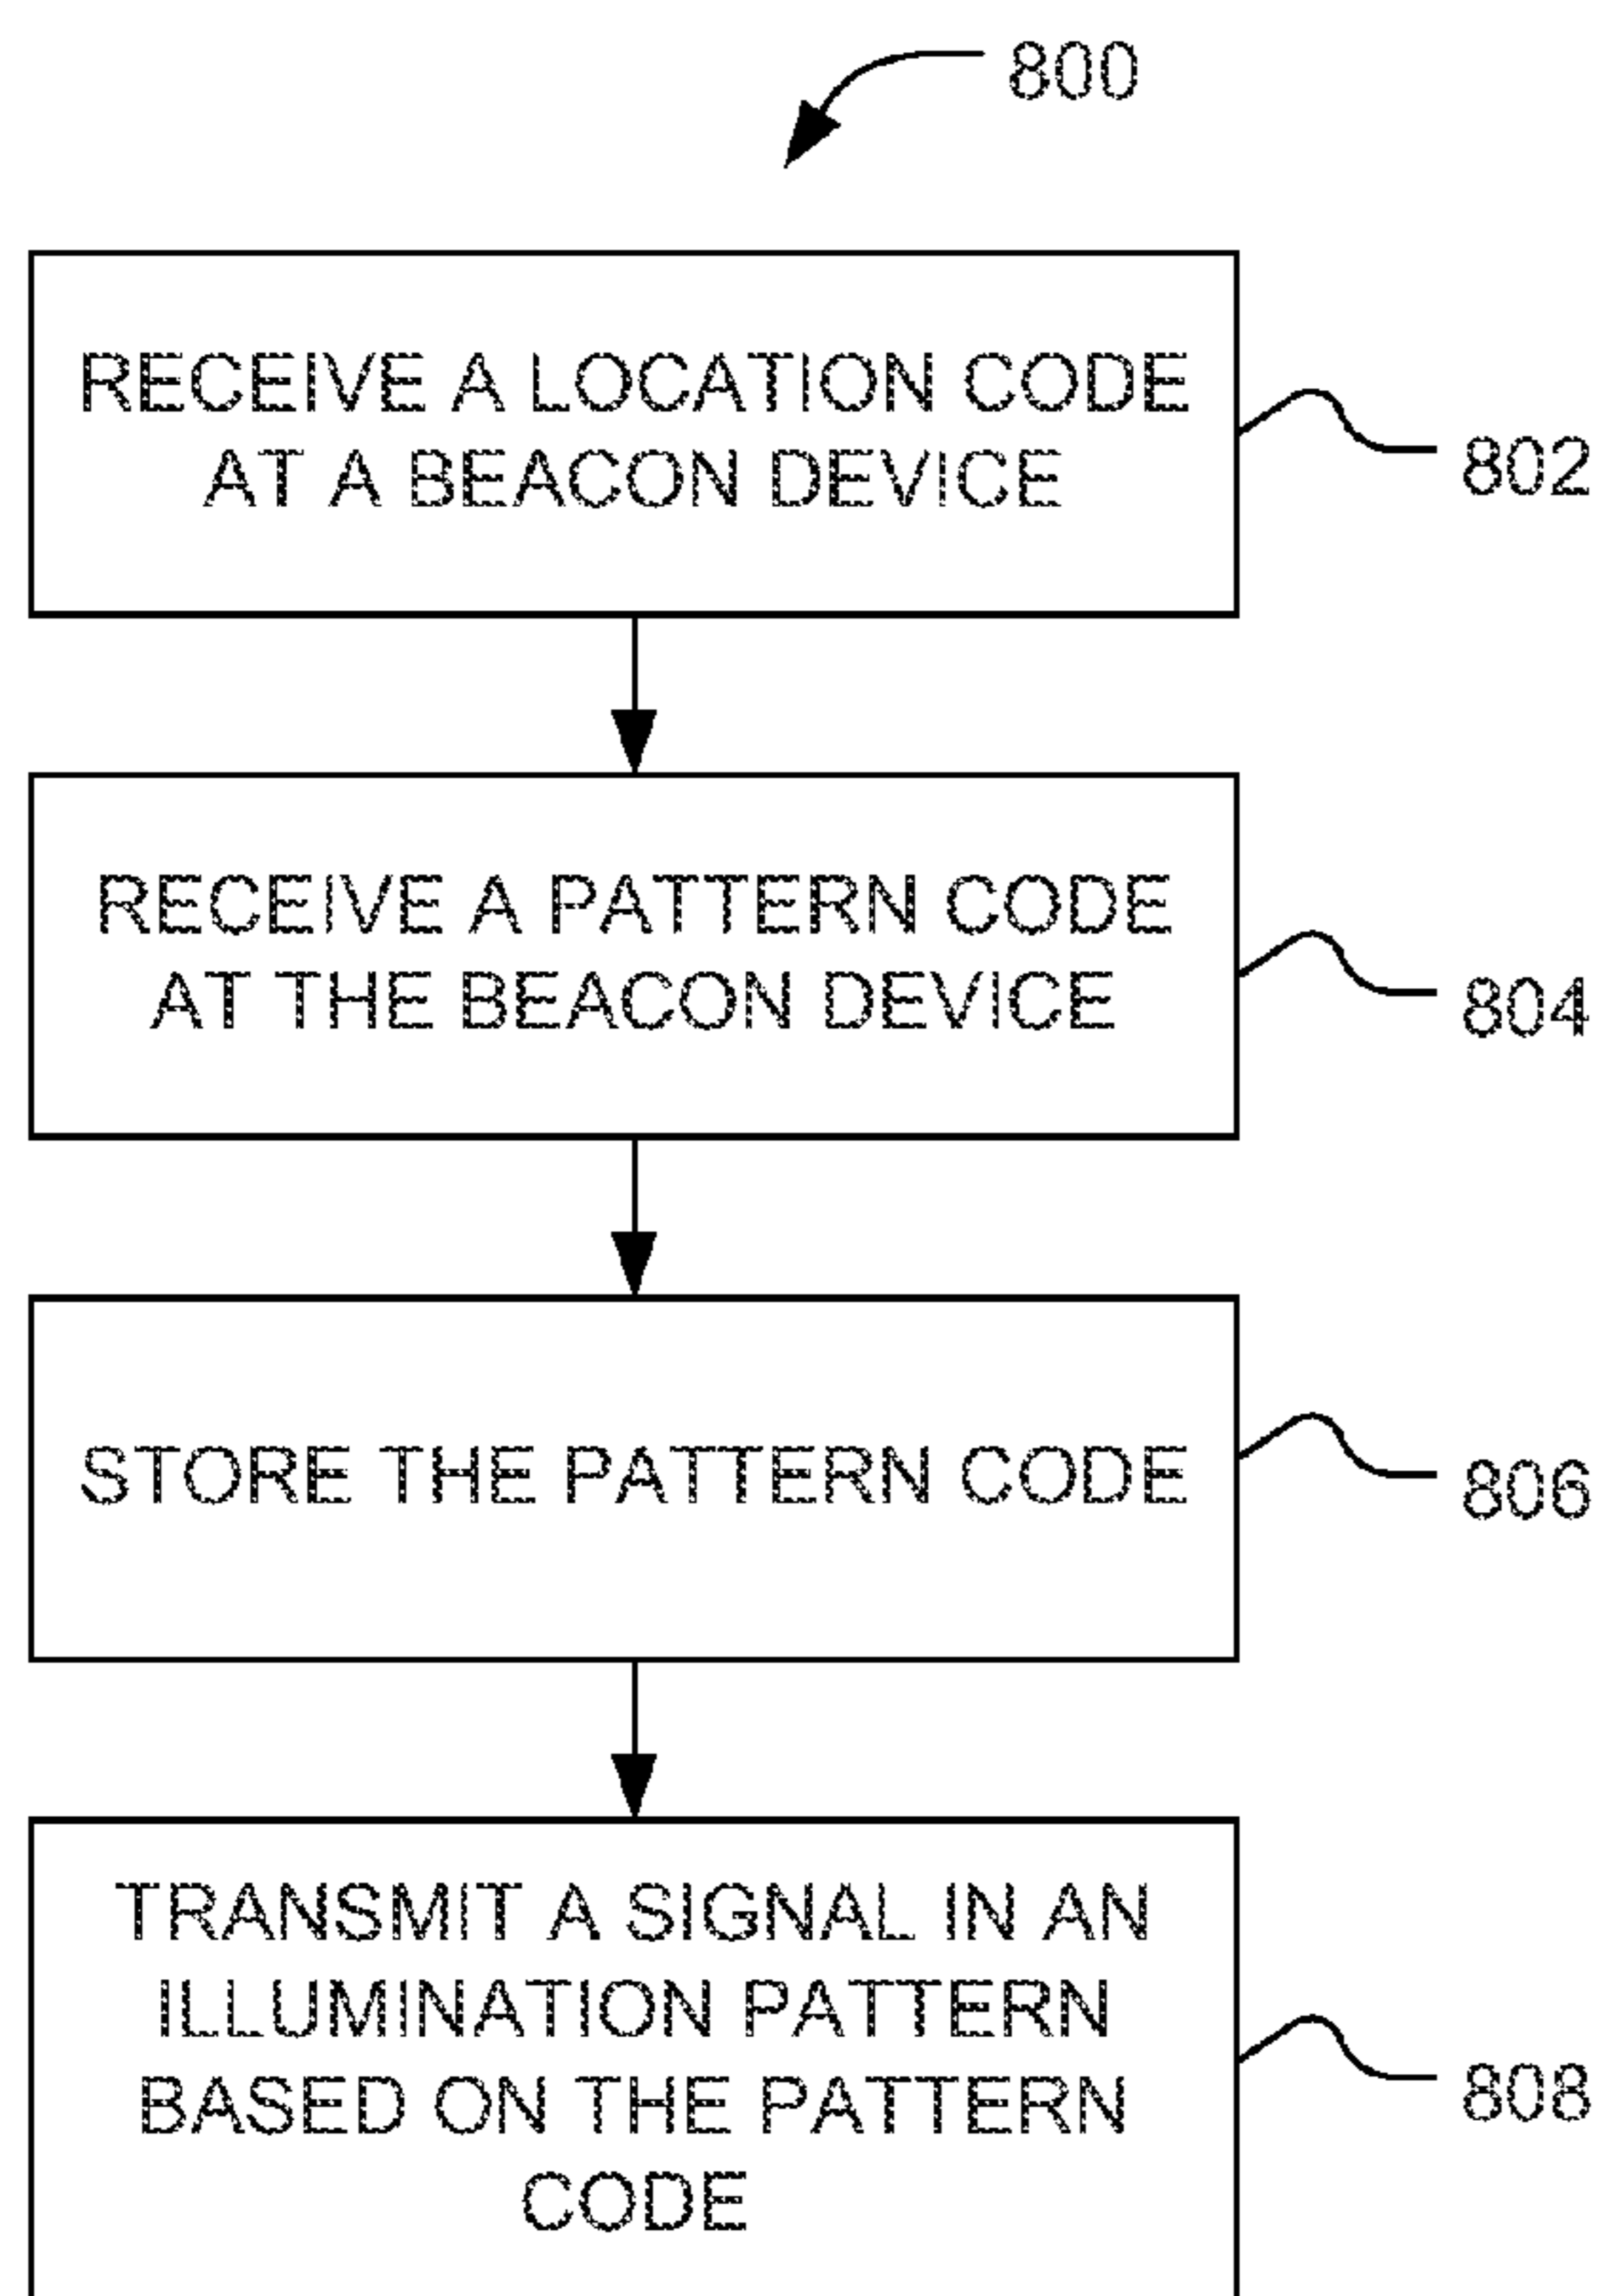 800
RECEIVE A LOCATION CODE
AT A BEACON DEVICE
802
RECEIVE A PATTERN CODE
AT THE BEACON DEVICE
804
STORE THE PATTERN CODE
806
TRANSMIT A SIGNAL IN AN
ILLUMINATION PATTERN
BASED ON THE PATTERN
CODE
808